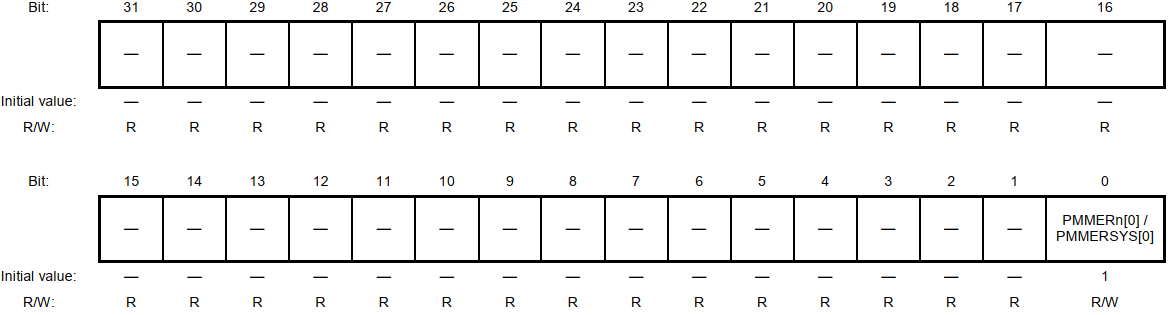 Bit: 31 30 29 28 27 26 25 24 23 22 21 20 19 18 17 16
— — — — — — — — — — — — — — — —
Initial value: — — — — — — — — — — — — — — — —
R/W: R R R R R R R R R R R R R R R R
Bit: 15 14 13 12 11 10 9 8 7 6 5 4 3 2 1 0
— — — — — — — — — — — — — — — PMMERn[0] /
PMMERSYS[0]
Initial value: — — — — — — — — — — — — — — — 1
R/W: R R R R R R R R R R R R R R R R/W